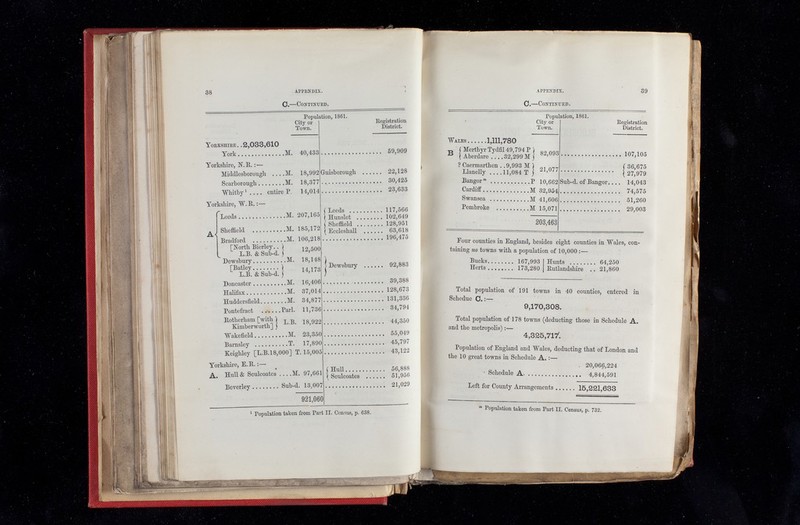 38 APPENDIX.
C.—CONTINUED.
Population, 1861.
City or Town. Registration District.
YORKSHIRE..2,033,610
York ..............M. 40,433 .................. 59,909
Yorkshire, N.R.:—
Middlesborough ....M. 18,992 Guisborough ...... 22,128
Scarborough ........M. 18,377 .................. 30,425
Whitby¹ .... entire P. 14,014 .................. 23,633
Yorkshire, W.R.:—
A Leeds ..............M. 207,165 { Leeds .......... 117,566
{ Hunslet ........ 102,649
Sheffield ..........M. 185,172 { Sheffield ...... 128,951
{ Eccleshall .... 63,618
Bradford ..........M. 106,218 .................. 196,475
[North Bierley.. } 12,500
L.B. & Sub-d. }
Dewsbury ..........M. 18,148 } Dewsbury ...... 92,883
[Batley ........ } 14,173
L.B. & Sub-d. }
Doncaster ..........M. 16,406 .................. 39,388
Halifax ............M. 37,014 .................. 128,673
Huddersfield ........M. 34,877 .................. 131,336
Pontefract ......Parl. 11,736 .................. 34,794
Rotherham [with } L.B. 18,922 .................. 44,350
Kimberworth] }
Wakefield ..........M. 23,350 .................. 55,049
Barnsley ..........T. 17,890 .................. 45,797
Keighley [L.B.18,000] T. 15,005 .................. 43,122
Yorkshire, E.R.:—
A. Hull & Sculcoates ....M. 97,661 { Hull .......... 56,888
{ Sculcoates .... 51,956
Beverley ........Sub-d. 13,007 .................. 21,029
921,060
¹ Population taken from Part II. Census, p. 658.
APPENDIX. 39
C.—CONTINUED.
Population, 1861.
City or Town. Registration District.
WALES......1,111,780
B { Merthyr Tydfil 49,794 P } 82,093 .................. 107,105
{ Aberdare ....32,299 M }
? Caermarthen ..9,993 M } 21,077 .................. { 36,675
Llanelly ....11,084 T } { 27,979
Bangor ᵐ ............P 10,662 Sub-d. of Bangor.... 14,043
Cardiff ..............M 32,954 .................. 74,575
Swansea ............M 41,606 .................. 51,260
Pembroke ..........M 15,071 .................. 29,003
203,463
Four counties in England, besides eight counties in Wales, con-
taining no towns with a population of 10,000:—
Bucks........ 167,993 | Hunts ........ 64,250
Herts ........ 173,280 | Rutlandshire .. 21,860
Total population of 191 towns in 40 counties, entered in
Schedue C.:—
9,170,308.
Total population of 178 towns (deducting those in Schedule A.
and the metropolis):—
4,325,717.
Population of England and Wales, deducting that of London and
the 10 great towns in Schedule A.:—
20,066,224
Schedule A. ................ 4,844,591
Left for County Arrangements ...... 15,221,633
ᵐ Population taken from Part II. Census, p. 732.